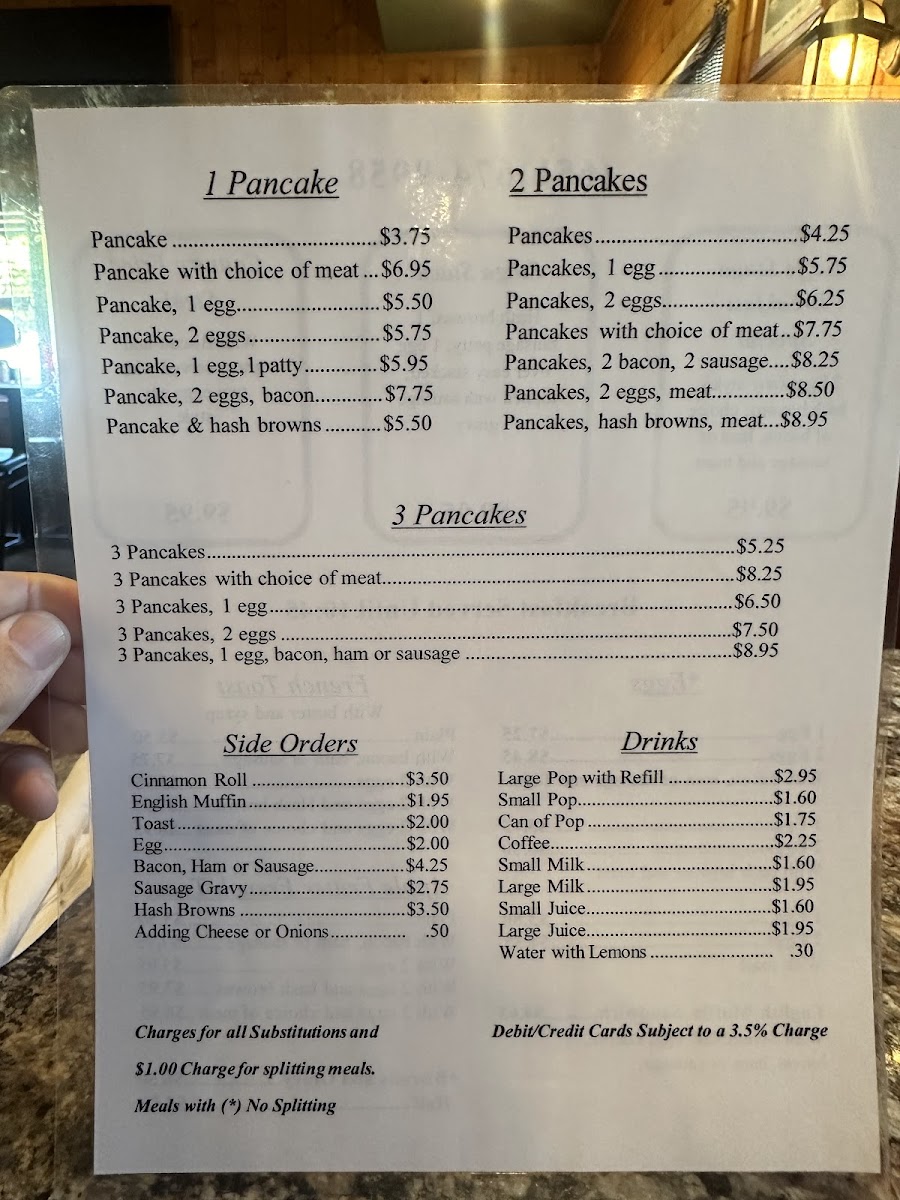 1 Pancake
Pancake ..................................$3.75
Pancake with choice of meat ...$6.95
Pancake, 1 egg........................$5.50
Pancake, 2 eggs......................$5.75
Pancake, 1 egg, 1 patty............$5.95
Pancake, 2 eggs, bacon............$7.75
Pancake & hash browns ..........$5.50
2 Pancakes
Pancakes..................................$4.25
Pancakes, 1 egg.......................$5.75
Pancakes, 2 eggs......................$6.25
Pancakes with choice of meat..$7.75
Pancakes, 2 bacon, 2 sausage....$8.25
Pancakes, 2 eggs, meat.............$8.50
Pancakes, hash browns, meat...$8.95
3 Pancakes
3 Pancakes..................................................$5.25
3 Pancakes with choice of meat..................................................$8.25
3 Pancakes, 1 egg..................................................$6.50
3 Pancakes, 2 eggs ..................................................$7.50
3 Pancakes, 1 egg, bacon, ham or sausage ..................................................$8.95
Side Orders
Cinnamon Roll ..............................$3.50
English Muffin...............................$1.95
Toast.............................................$2.00
Egg................................................$2.00
Bacon, Ham or Sausage..................$4.25
Sausage Gravy...............................$2.75
Hash Browns .................................$3.50
Adding Cheese or Onions............... .50
Drinks
Large Pop with Refill .....................$2.95
Small Pop.......................................$1.60
Can of Pop .....................................$1.75
Coffee.............................................$2.25
Small Milk......................................$1.60
Large Milk.....................................$1.95
Small Juice.....................................$1.60
Large Juice.....................................$1.95
Water with Lemons ........................ .30
Charges for all Substitutions and
$1.00 Charge for splitting meals.
Meals with (*) No Splitting
Debit/Credit Cards Subject to a 3.5% Charge